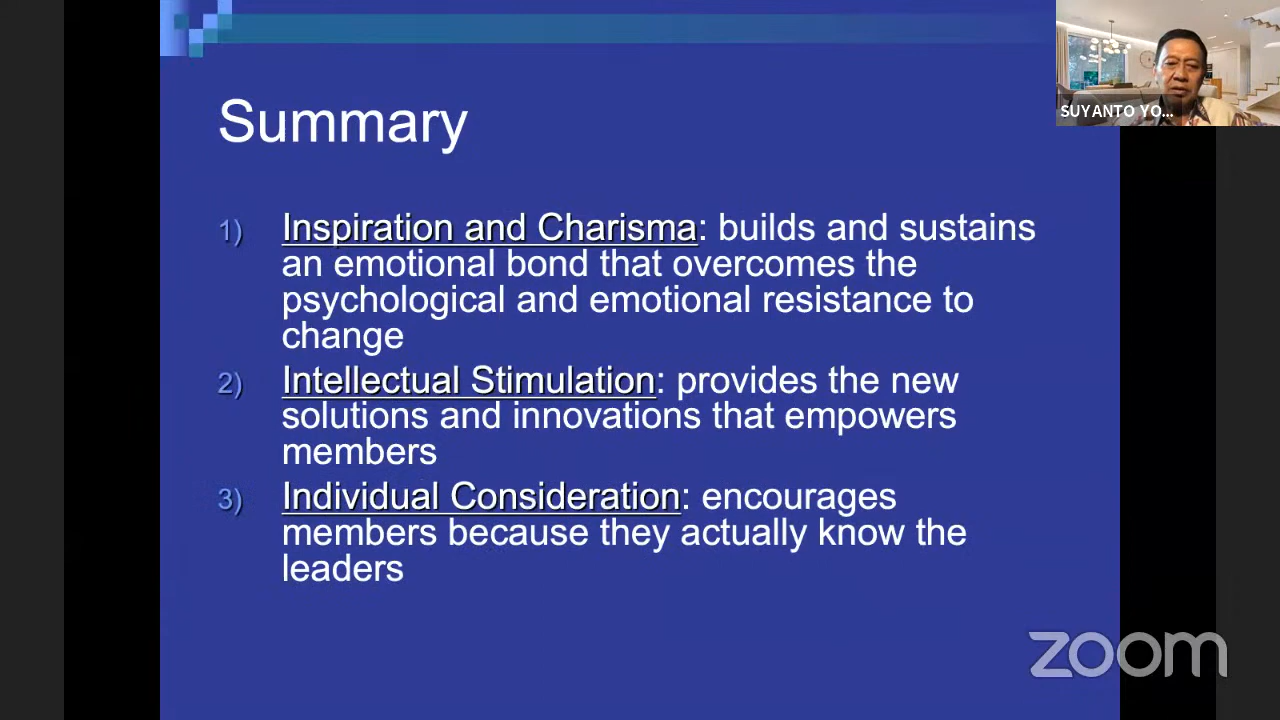 SUYANTO YO...
Summary
1) Inspiration and Charisma: builds and sustains
an emotional bond that overcomes the
psychological and emotional resistance to
change
2) Intellectual Stimulation: provides the new
solutions and innovations that empowers
members
3) Individual Consideration: encourages
members because they actually know the
leaders
zoom